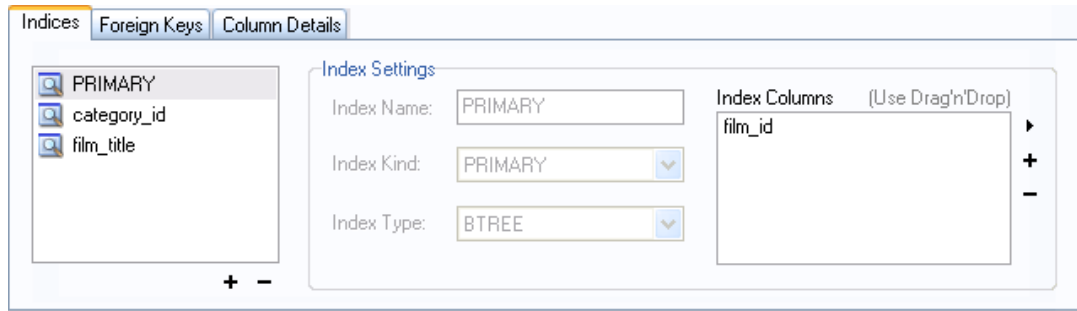 Indices Foreign Keys Column Details
PRIMARY
category_id
film_title
Index Settings
Index Name: PRIMARY
Index Kind: PRIMARY
Index Type: BTREE
Index Columns (Use Drag'n'Drop)
film_id